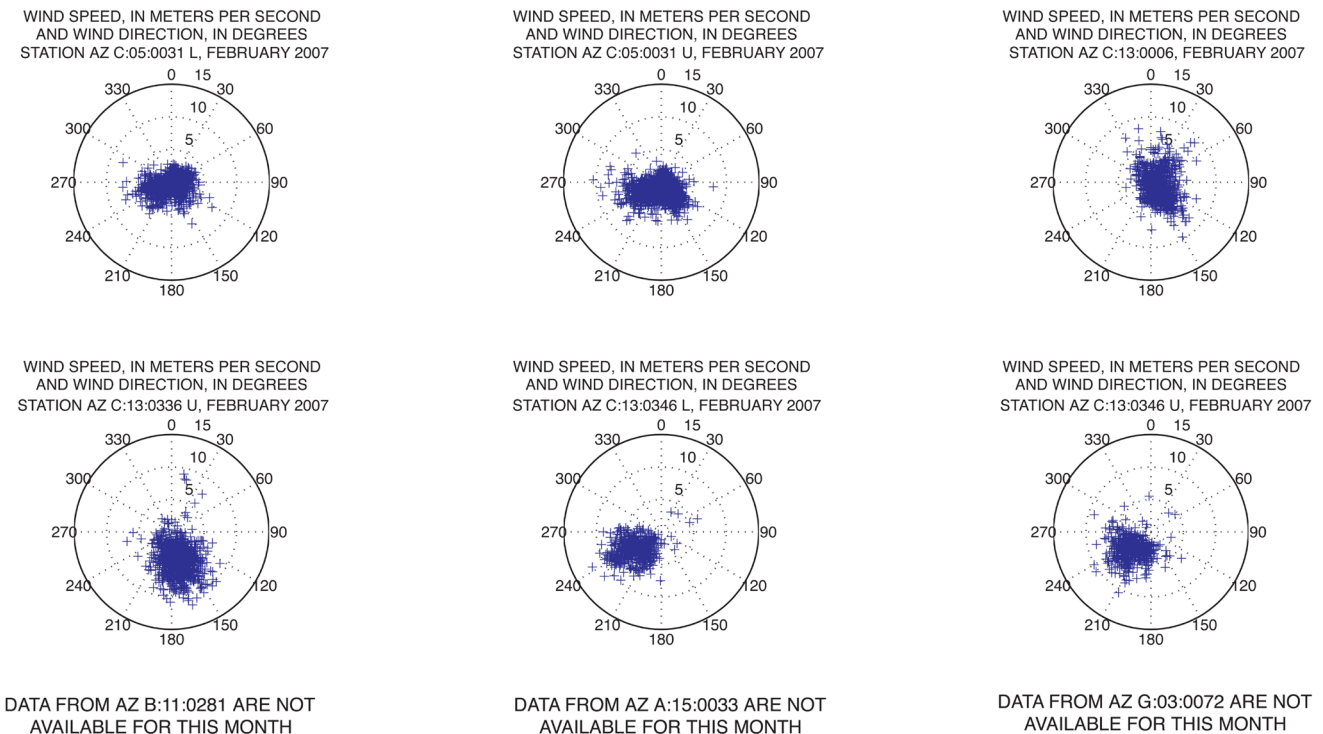 WIND SPEED, IN METERS PER SECOND
AND WIND DIRECTION, IN DEGREES
STATION AZ C:05:0031 L, FEBRUARY 2007
0 15
330 30
10
300 60
5
270 90
240 120
210 150
180
WIND SPEED, IN METERS PER SECOND
AND WIND DIRECTION, IN DEGREES
STATION AZ C:05:0031 U, FEBRUARY 2007
0 15
330 30
10
300 60
5
270 90
240 120
210 150
180
WIND SPEED, IN METERS PER SECOND
AND WIND DIRECTION, IN DEGREES
STATION AZ C:13:0006, FEBRUARY 2007
0 15
330 30
10
300 60
5
270 90
240 120
210 150
180
WIND SPEED, IN METERS PER SECOND
AND WIND DIRECTION, IN DEGREES
STATION AZ C:13:0336 U, FEBRUARY 2007
0 15
330 30
10
300 60
5
270 90
240 120
210 150
180
WIND SPEED, IN METERS PER SECOND
AND WIND DIRECTION, IN DEGREES
STATION AZ C:13:0346 L, FEBRUARY 2007
0 15
330 30
10
300 60
5
270 90
240 120
210 150
180
WIND SPEED, IN METERS PER SECOND
AND WIND DIRECTION, IN DEGREES
STATION AZ C:13:0346 U, FEBRUARY 2007
0 15
330 30
10
300 60
5
270 90
240 120
210 150
180
DATA FROM AZ B:11:0281 ARE NOT
AVAILABLE FOR THIS MONTH
DATA FROM AZ A:15:0033 ARE NOT
AVAILABLE FOR THIS MONTH
DATA FROM AZ G:03:0072 ARE NOT
AVAILABLE FOR THIS MONTH